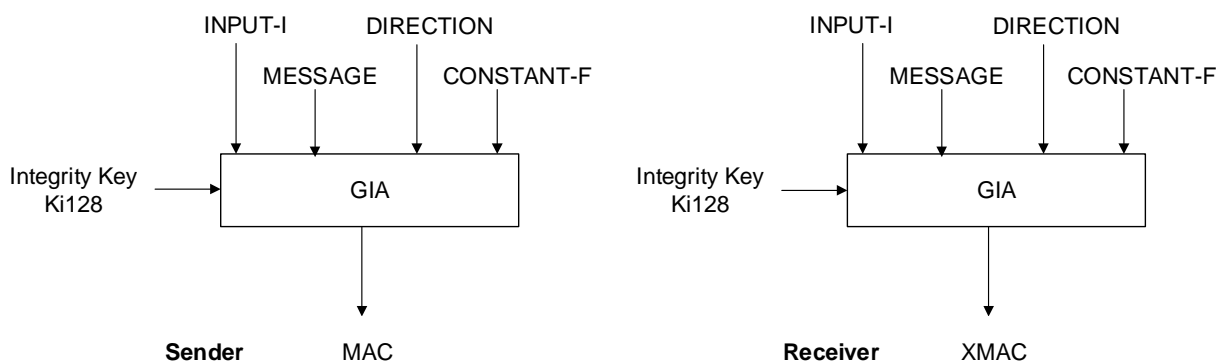 INPUT-I DIRECTION
MESSAGE CONSTANT-F
Integrity Key
Ki128
GIA
Sender MAC
INPUT-I DIRECTION
MESSAGE CONSTANT-F
Integrity Key
Ki128
GIA
Receiver XMAC